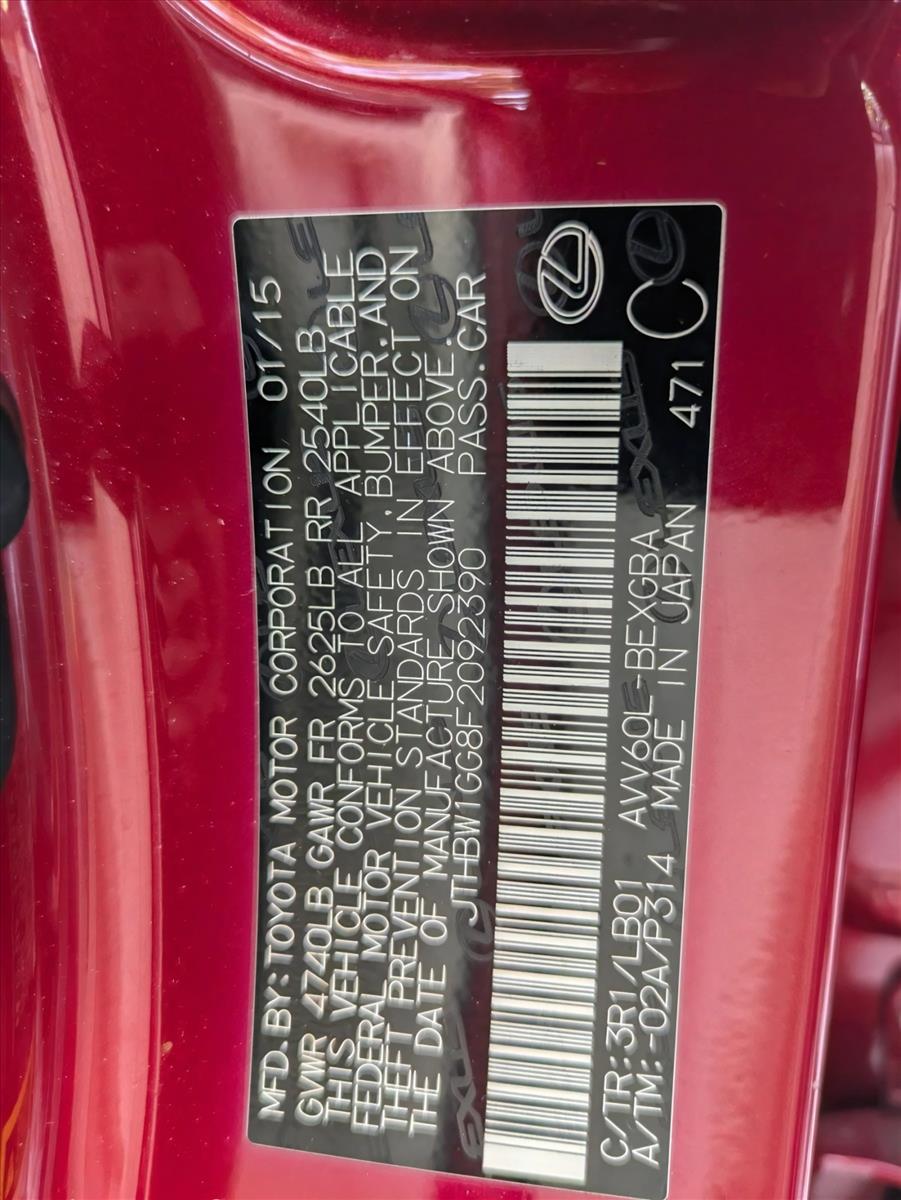 MFD.BY:TOYOTA MOTOR CORPORATION 01/15
GVWR 4740LB GAWR FR 2625LB RR 2540LB
THIS VEHICLE CONFORMS TO ALL APPLICABLE
FEDERAL MOTOR VEHICLE SAFETY, BUMPER, AND
THEFT PREVENTION STANDARDS IN EFFECT ON
THE DATE OF MANUFACTURE SHOWN ABOVE.
JTHBW1GG8F2092390 PASS.CAR
C/TR:3R1/LB01 AVV60L-BEXGBA
A/TM:-02A/P314 MADE IN JAPAN 471 C